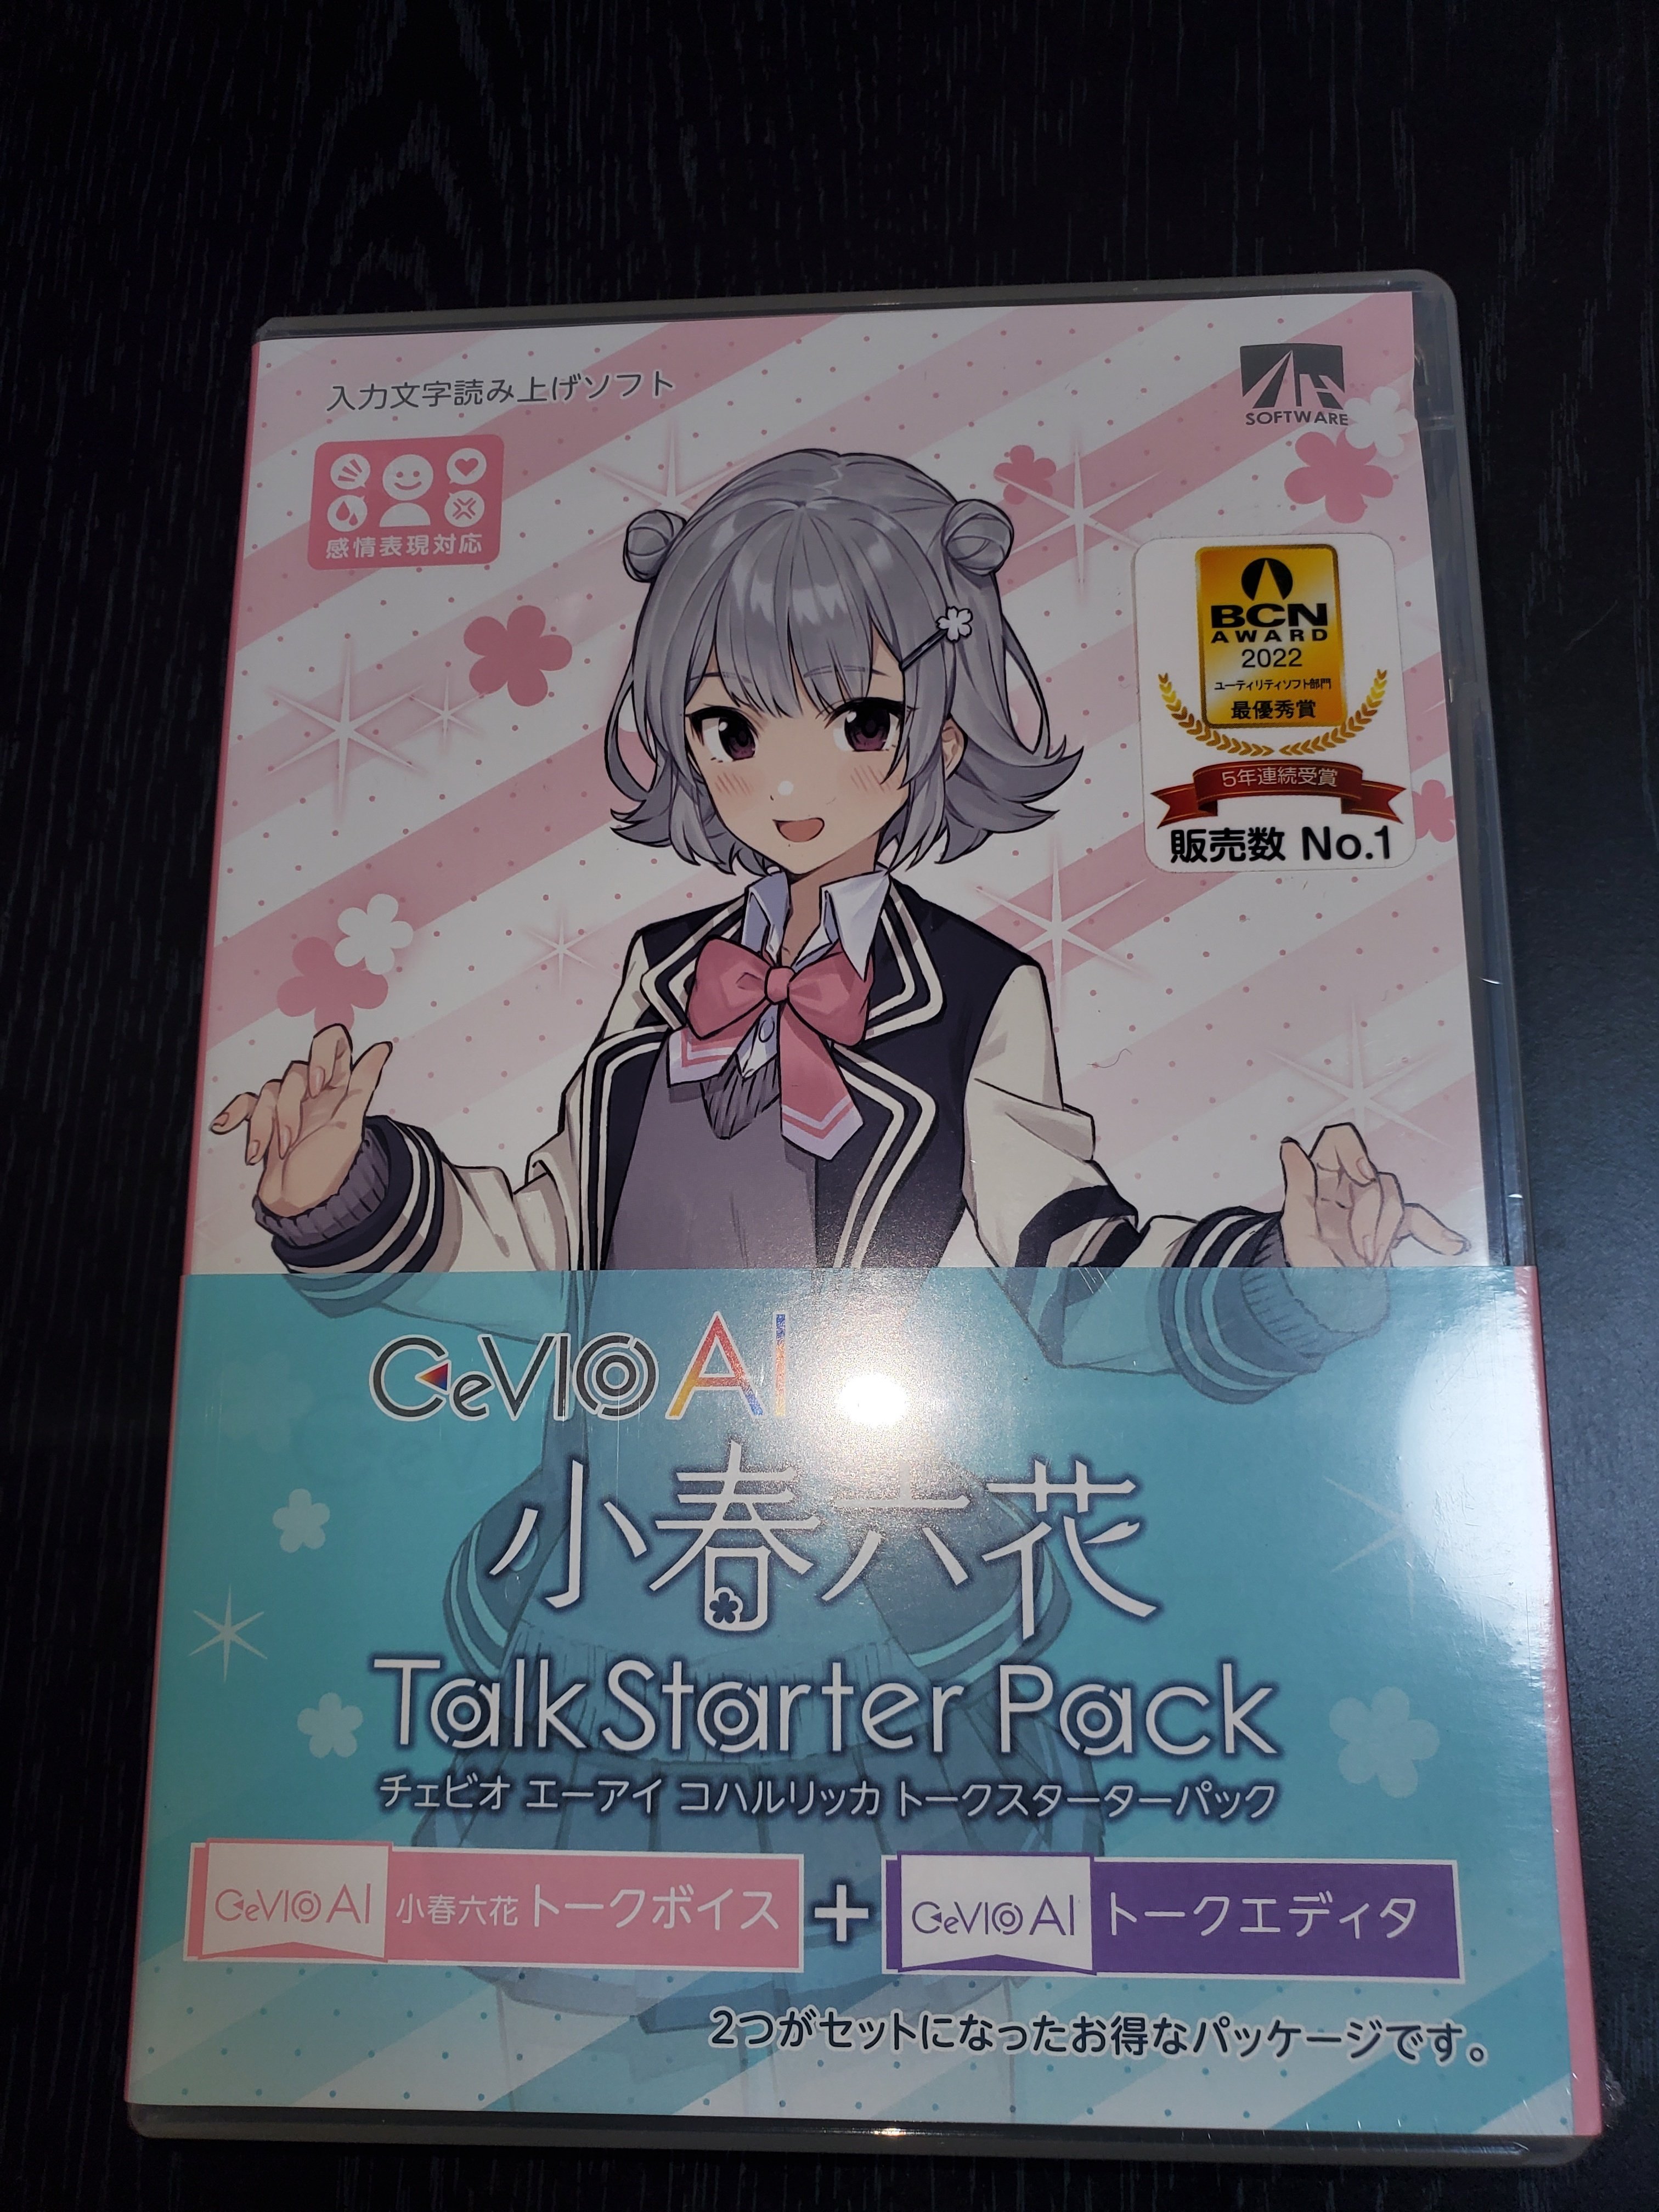 入力文字読み上げソフト
AH
SOFTWARE
感情表現対応
BCN
AWARD
2022
ユーティリティソフト部門
最優秀賞
5年連続受賞
販売数 No.1
CeVIO AI
小春六花
Talk Starter Pack
チェビオ エーアイ コハルリッカ トークスターターパック
CeVIO AI 小春六花 トークボイス + CeVIO AI トークエディタ
2つがセットになったお得なパッケージです。